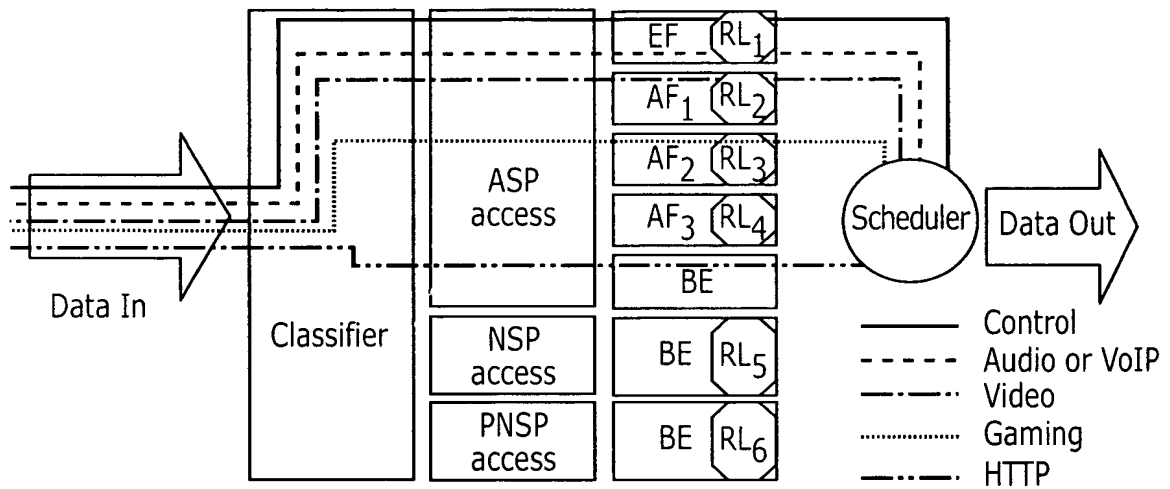 EF RL1
AF1 RL2
AF2 RL3
AF3 RL4
BE
ASP
access
Scheduler
Data Out
Data In
Classifier
NSP
access
BE RL5
PNSP
access
BE RL6
Control
Audio or VoIP
Video
Gaming
HTTP